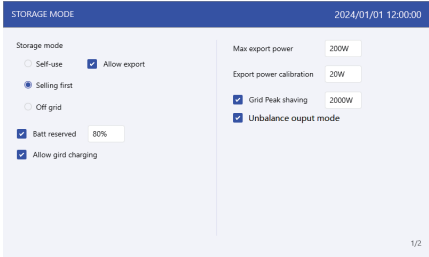 STORAGE MODE
2024/01/01 12:00:00
Storage mode
Self-use
Allow export
Selling first
Off grid
Batt reserved
80%
Allow gird charging
Max export power
200W
Export power calibration
20W
Grid Peak shaving
2000W
Unbalance ouput mode
1/2